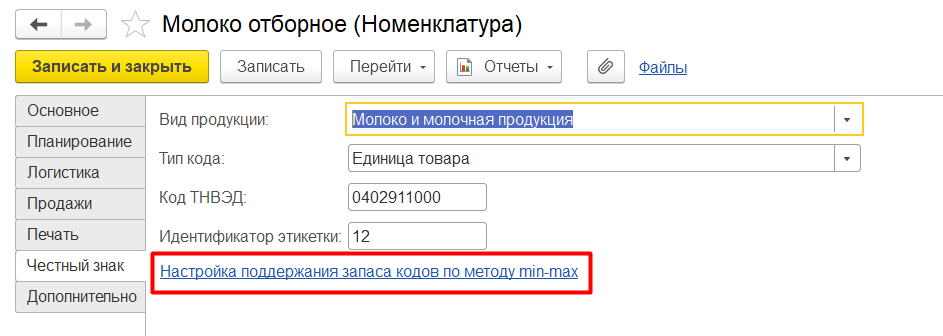 Молоко отборное (Номенклатура)
Записать и закрыть Записать Перейти Отчеты Файлы
Основное
Планирование
Логистика
Продажи
Печать
Честный знак
Дополнительно
Вид продукции: Молоко и молочная продукция
Тип кода: Единица товара
Код ТНВЭД: 0402911000
Идентификатор этикетки: 12
Настройка поддержания запаса кодов по методу min-max